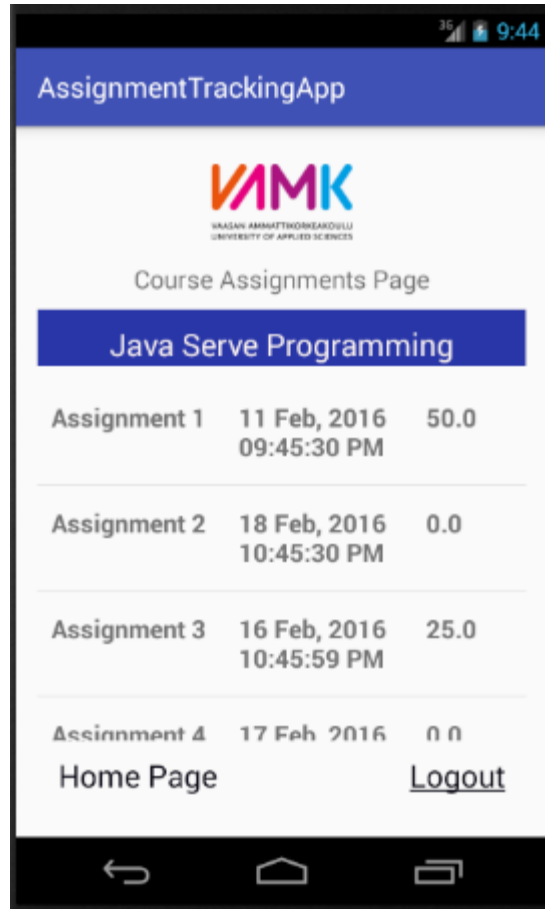 3G 9:44
AssignmentTrackingApp
VAMK
VAASAN AMMATTIKORKEAKOULU
UNIVERSITY OF APPLIED SCIENCES
Course Assignments Page
Java Serve Programming
Assignment 1 11 Feb, 2016 50.0
09:45:30 PM
Assignment 2 18 Feb, 2016 0.0
10:45:30 PM
Assignment 3 16 Feb, 2016 25.0
10:45:59 PM
Assignment 4 17 Feb, 2016 0.0
Home Page Logout